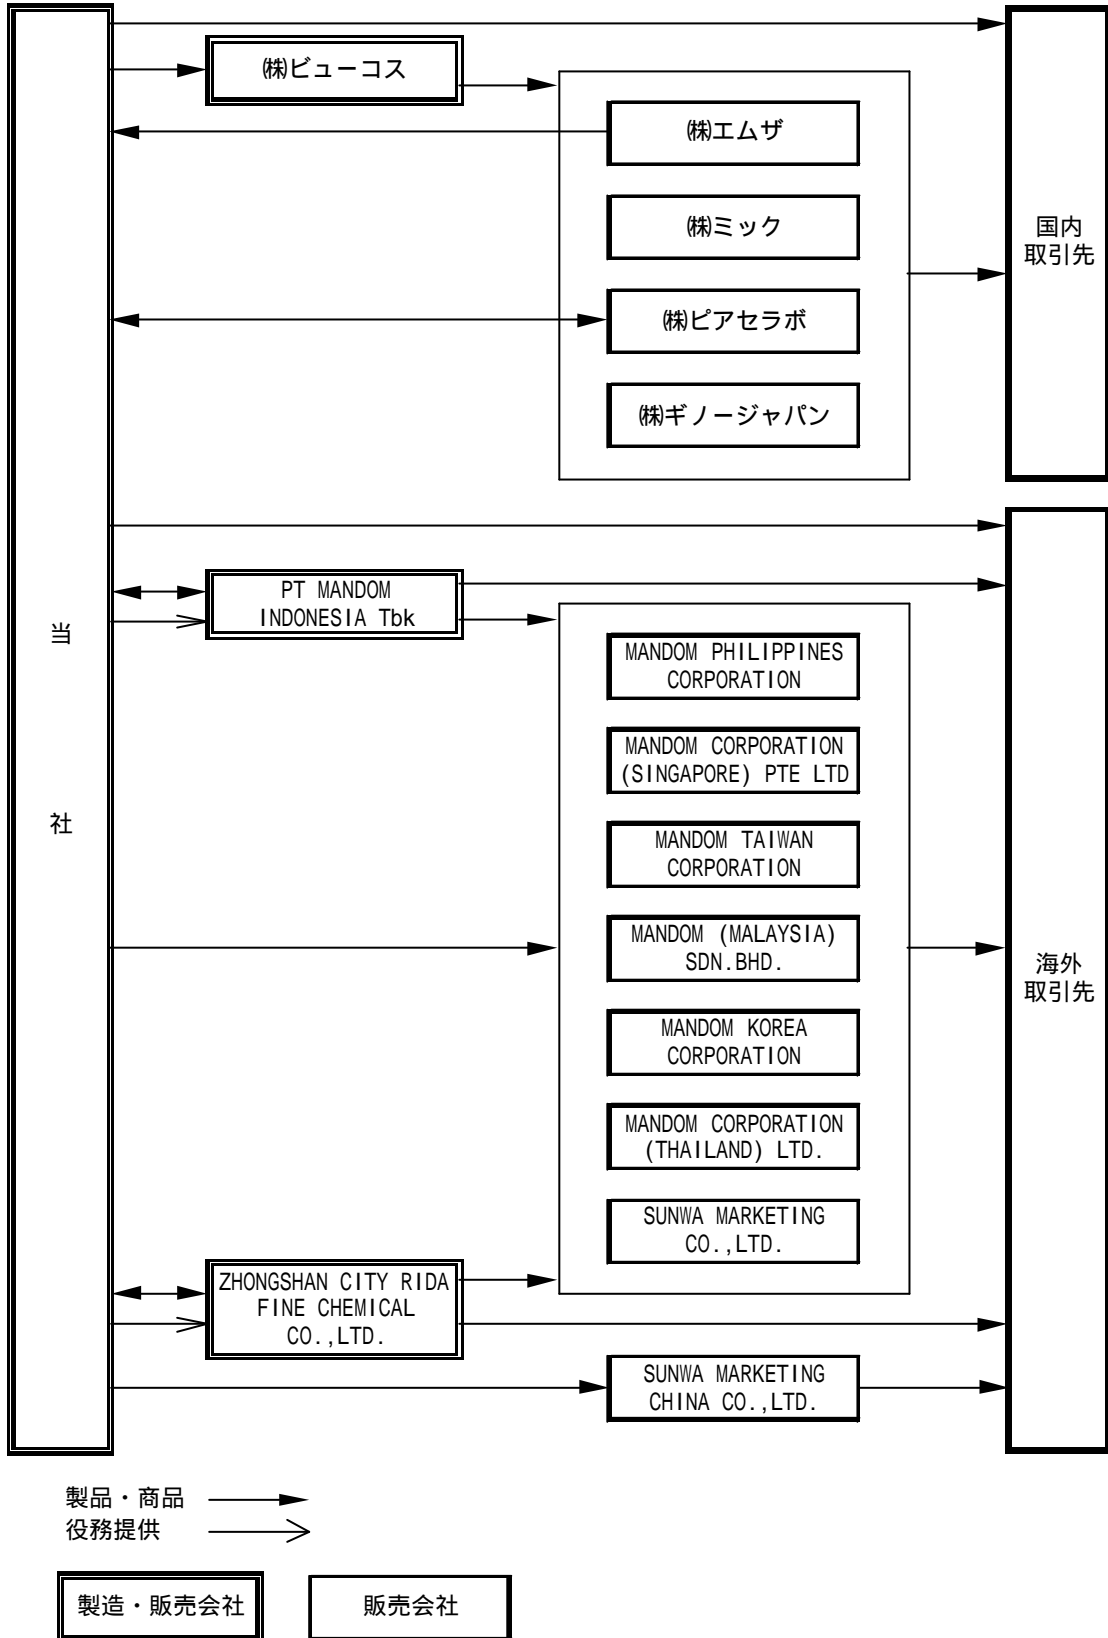 ㈱ビューコス
㈱エムザ
㈱ミック
㈱ピアセラボ
㈱ギノージャパン
国内
取引先
当
社
PT MANDOM
INDONESIA Tbk
MANDOM PHILIPPINES
CORPORATION
MANDOM CORPORATION
(SINGAPORE) PTE LTD
MANDOM TAIWAN
CORPORATION
MANDOM (MALAYSIA)
SDN.BHD.
MANDOM KOREA
CORPORATION
MANDOM CORPORATION
(THAILAND) LTD.
SUNWA MARKETING
CO.,LTD.
海外
取引先
ZHONGSHAN CITY RIDA
FINE CHEMICAL
CO.,LTD.
SUNWA MARKETING
CHINA CO.,LTD.
製品・商品
役務提供
製造・販売会社
販売会社